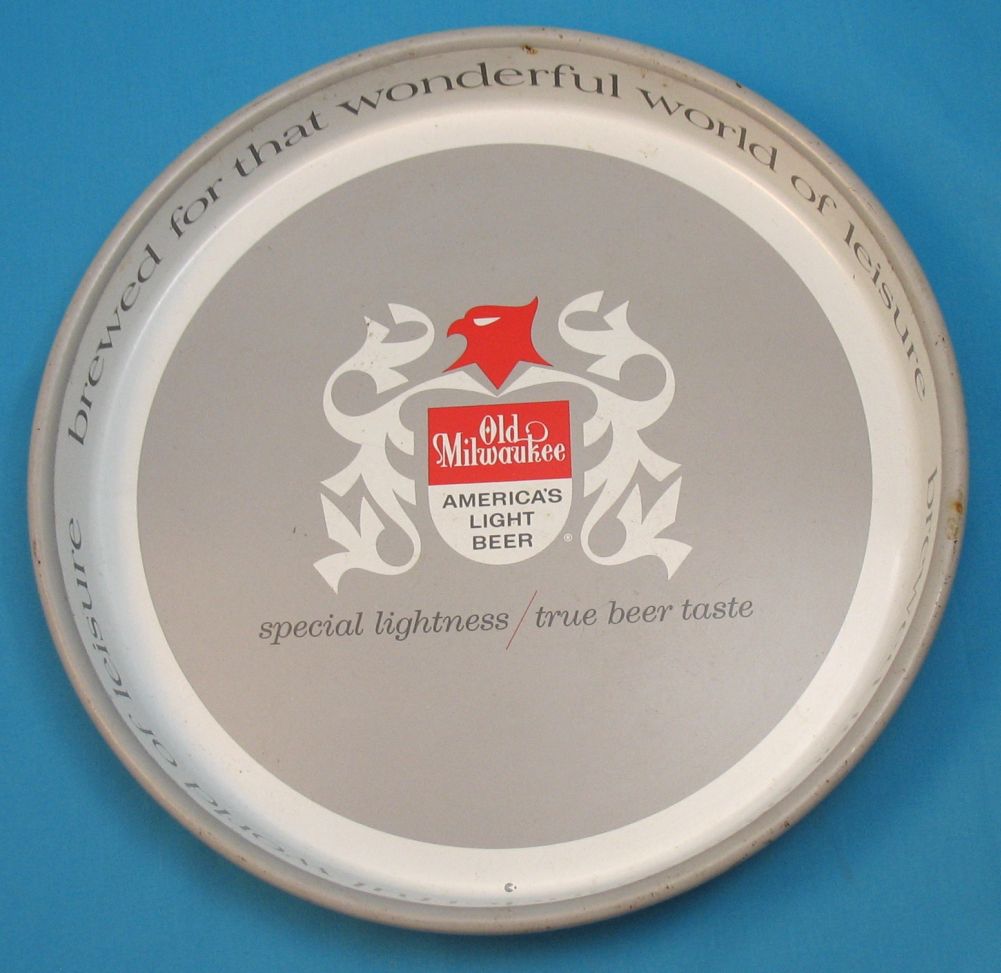 brewed for that wonderful world of leisure
Old
Milwaukee
AMERICA'S
LIGHT
BEER
®
special lightness / true beer taste
world of leisure